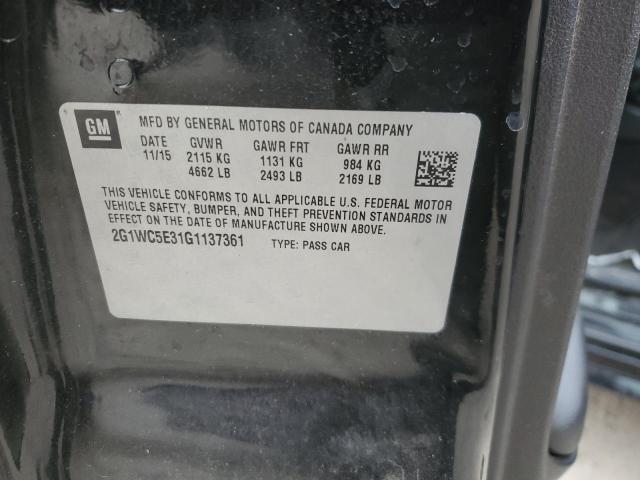 GM
MFD BY GENERAL MOTORS OF CANADA COMPANY
DATE GVWR GAWR FRT GAWR RR
11/15 2115 KG 1131 KG 984 KG
4662 LB 2493 LB 2169 LB
THIS VEHICLE CONFORMS TO ALL APPLICABLE U.S. FEDERAL MOTOR
VEHICLE SAFETY, BUMPER, AND THEFT PREVENTION STANDARDS IN
EFFECT ON THE DATE OF MANUFACTURE SHOWN ABOVE.
2G1WC5E31G1137361 TYPE: PASS CAR